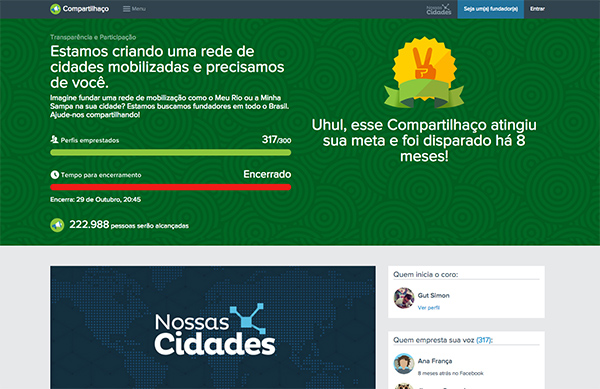 Compartilhaço
Menu
Nossas
Cidades
Seja um(a) fundador(a)
Entrar
Transparência e Participação
Estamos criando uma rede de
cidades mobilizadas e precisamos
de você.
Imagine fundar uma rede de mobilização como o Meu Rio ou a Minha
Sampa na sua cidade? Estamos buscamos fundadores em todo o Brasil.
Ajude-nos compartilhando!
Perfis emprestados
317/300
Tempo para encerramento
Encerrado
Encerra: 29 de Outubro, 20:45
222.988 pessoas serão alcançadas
Uhul, esse Compartilhaço atingiu
sua meta e foi disparado há 8
meses!
Nossas
Cidades
Quem inicia o coro:
Gut Simon
Ver perfil
Quem empresta sua voz (317):
Ana França
8 meses atrás no Facebook